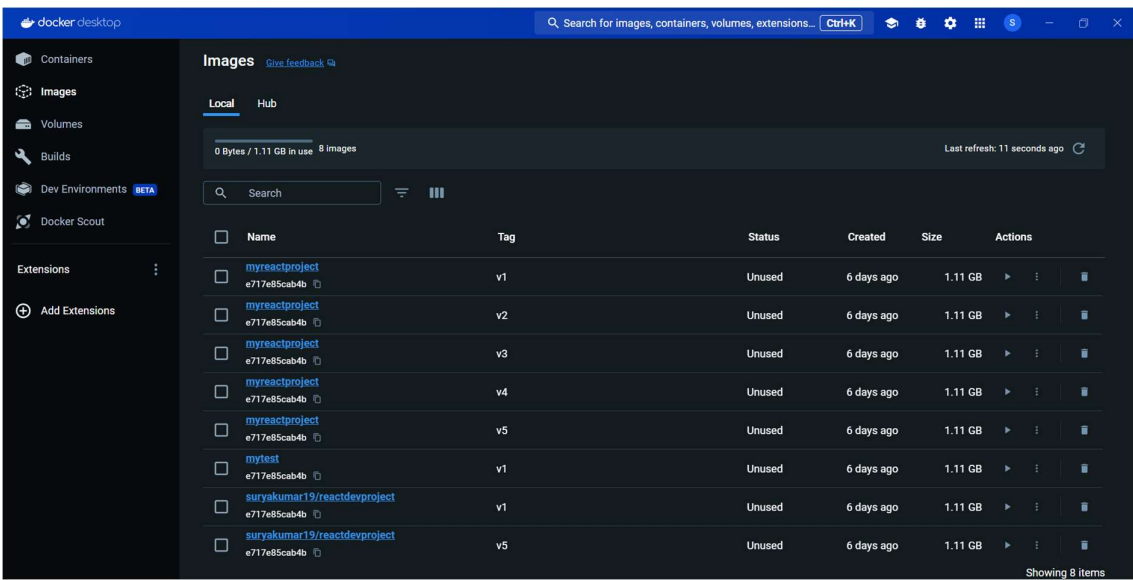 docker desktop
Search for images, containers, volumes, extensions... Ctrl+K
S
Containers
Images
Volumes
Builds
Dev Environments BETA
Docker Scout
Extensions
Add Extensions
Images Give feedback
Local Hub
0 Bytes / 1.11 GB in use 8 images
Last refresh: 11 seconds ago
Search
Name Tag Status Created Size Actions
myreactproject
e717e85cab4b
v1 Unused 6 days ago 1.11 GB
myreactproject
e717e85cab4b
v2 Unused 6 days ago 1.11 GB
myreactproject
e717e85cab4b
v3 Unused 6 days ago 1.11 GB
myreactproject
e717e85cab4b
v4 Unused 6 days ago 1.11 GB
myreactproject
e717e85cab4b
v5 Unused 6 days ago 1.11 GB
mytest
e717e85cab4b
v1 Unused 6 days ago 1.11 GB
suryakumar19/reactdevproject
e717e85cab4b
v1 Unused 6 days ago 1.11 GB
suryakumar19/reactdevproject
e717e85cab4b
v5 Unused 6 days ago 1.11 GB
Showing 8 items